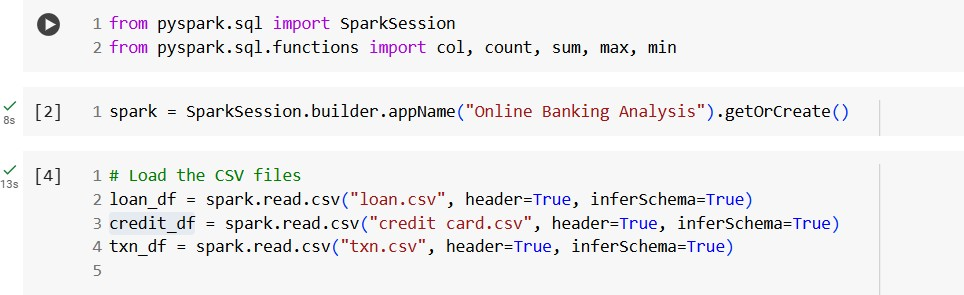 1 from pyspark.sql import SparkSession
2 from pyspark.sql.functions import col, count, sum, max, min
[2] 1 spark = SparkSession.builder.appName("Online Banking Analysis").getOrCreate()
8s
[4] 1 # Load the CSV files
13s
2 loan_df = spark.read.csv("loan.csv", header=True, inferSchema=True)
3 credit_df = spark.read.csv("credit card.csv", header=True, inferSchema=True)
4 txn_df = spark.read.csv("txn.csv", header=True, inferSchema=True)
5